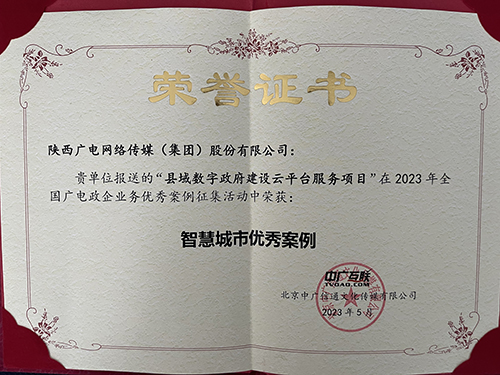 荣誉证书
陕西广电网络传媒（集团）股份有限公司：
贵单位报送的“县域数字政府建设云平台服务项目”在2023年全
国广电政企业务优秀案例征集活动中荣获：
智慧城市优秀案例
中广互联
TVOAO.COM
北京中广信通文化传媒有限公司
2023年5月